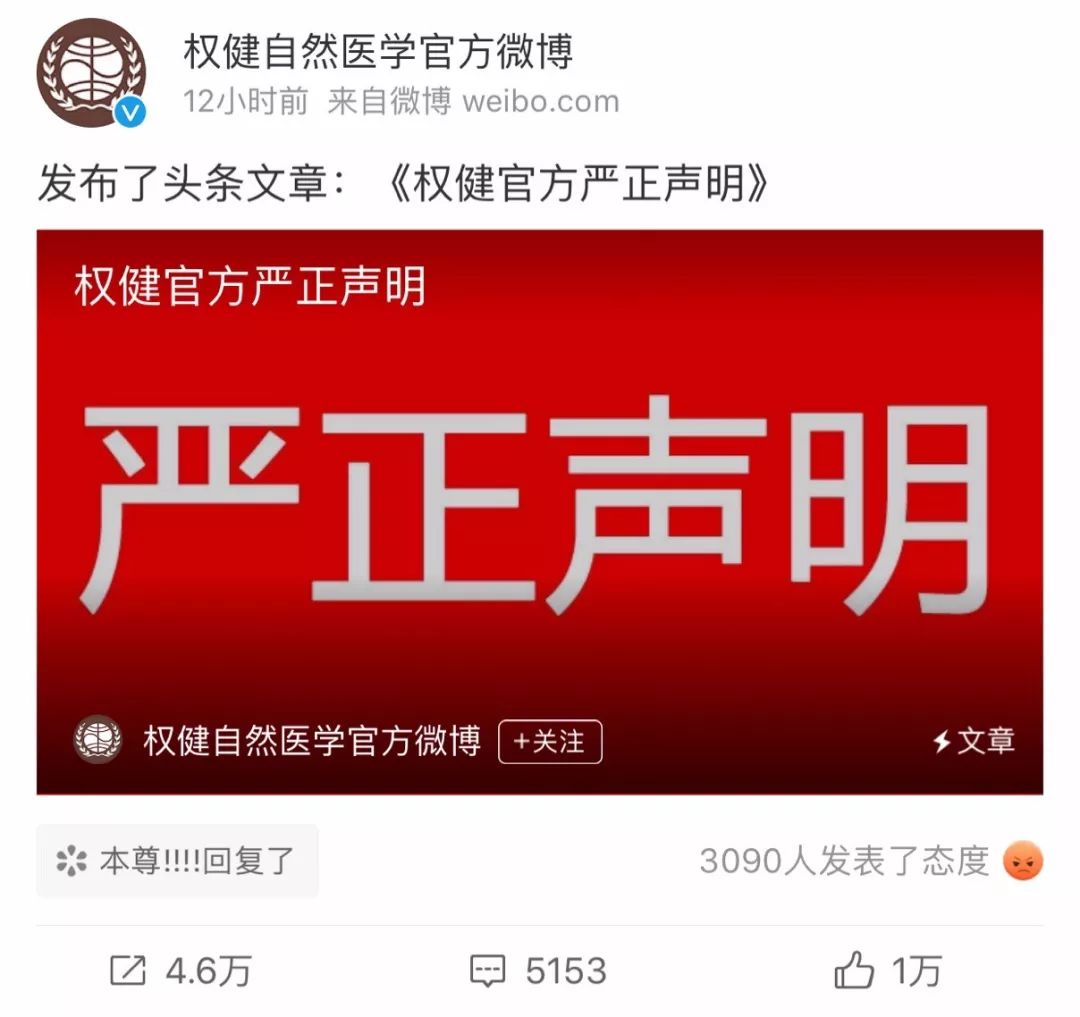 权健自然医学官方微博
12小时前 来自微博 weibo.com
发布了头条文章：《权健官方严正声明》
权健官方严正声明
严正声明
权健自然医学官方微博 +关注 文章
本尊!!!!回复了 3090人发表了态度
4.6万 5153 1万